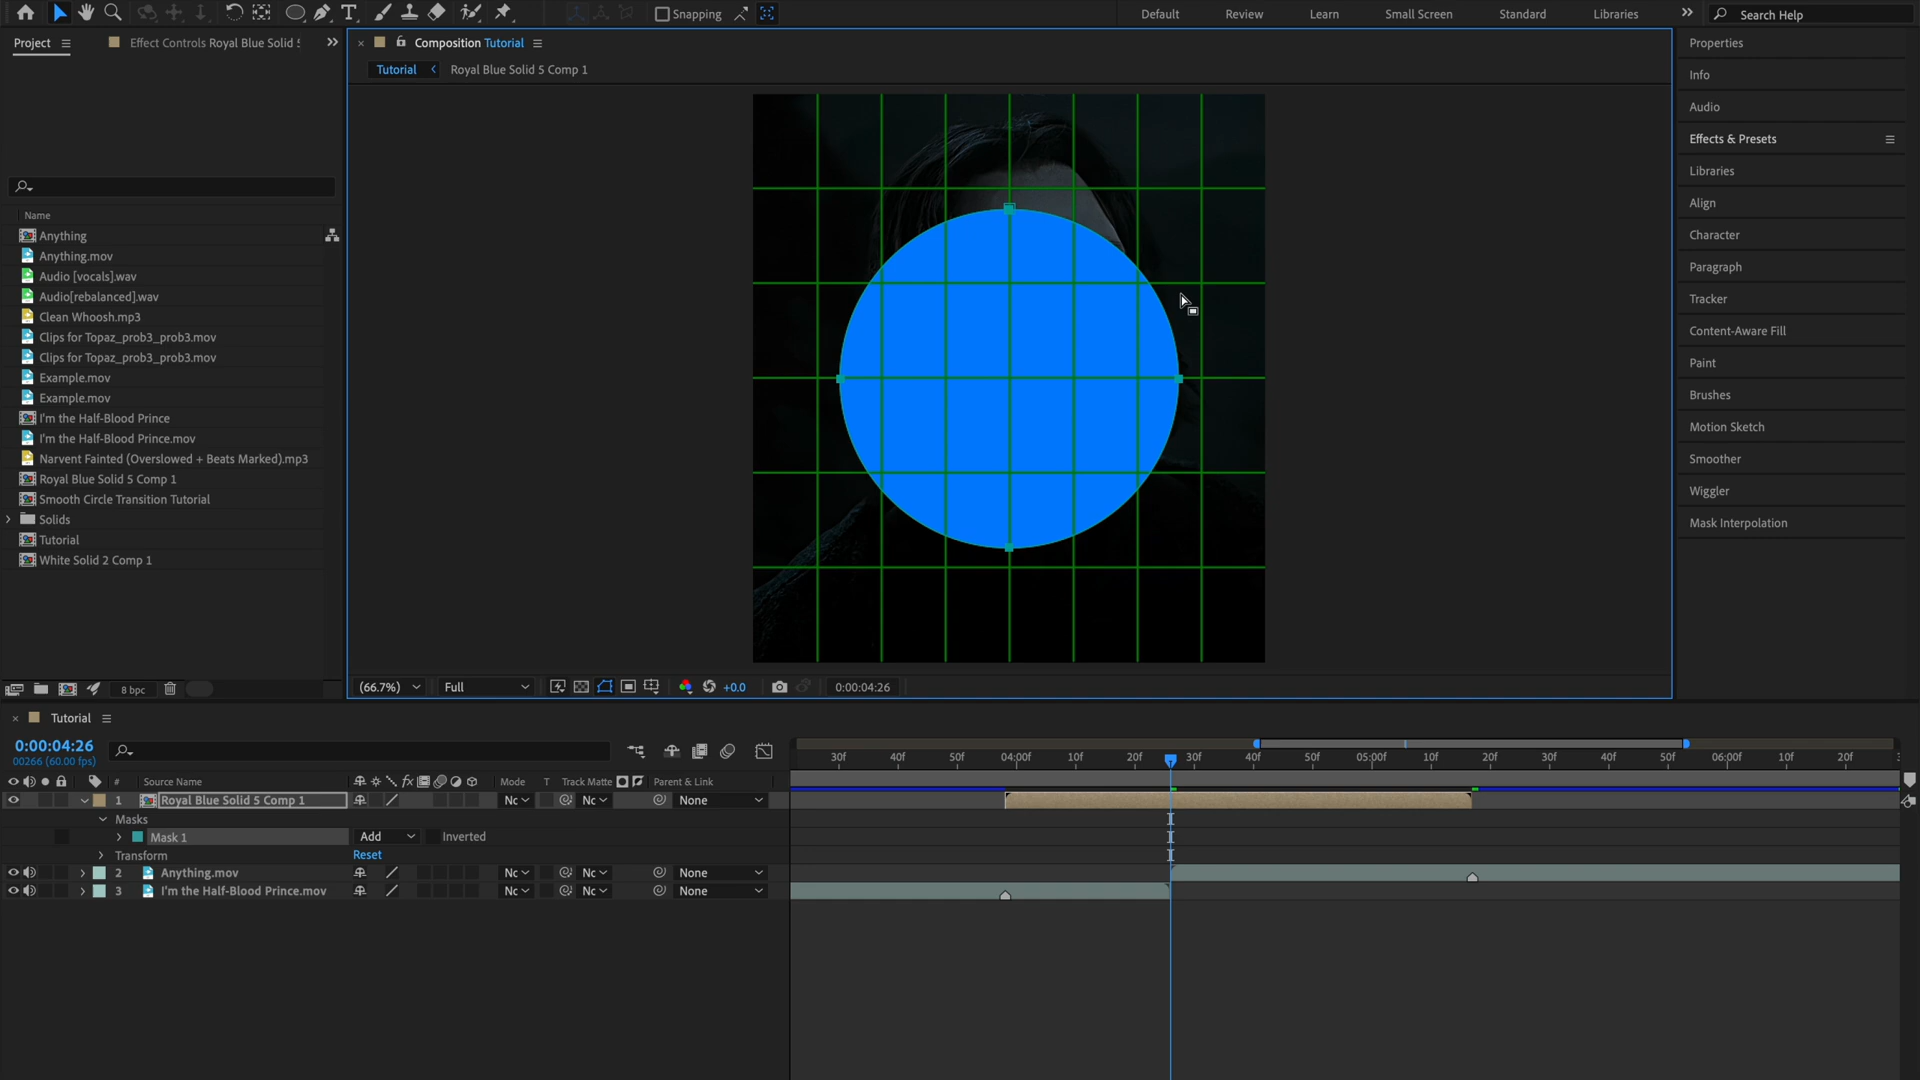 Snapping
Default
Review
Learn
Small Screen
Standard
Libraries
Search Help
Project
Effect Controls Royal Blue Solid 5
Composition Tutorial
Tutorial
Royal Blue Solid 5 Comp 1
Name
Anything
Anything.mov
Audio [vocals].wav
Audio[rebalanced].wav
Clean Whoosh.mp3
Clips for Topaz_prob3_prob3.mov
Clips for Topaz_prob3_prob3.mov
Example.mov
Example.mov
I'm the Half-Blood Prince
I'm the Half-Blood Prince.mov
Narvent Fainted (Overslowed + Beats Marked).mp3
Royal Blue Solid 5 Comp 1
Smooth Circle Transition Tutorial
Solids
Tutorial
White Solid 2 Comp 1
8 bpc
(66.7%)
Full
+0.0
0:00:04:26
Properties
Info
Audio
Effects & Presets
Libraries
Align
Character
Paragraph
Tracker
Content-Aware Fill
Paint
Brushes
Motion Sketch
Smoother
Wiggler
Mask Interpolation
Tutorial
0:00:04:26
00266 (60.00 fps)
30f 40f 50f 04:00f 10f 20f 30f 40f 50f 05:00f 10f 20f 30f 40f 50f 06:00f 10f 20f
# Source Name fx Mode T Track Matte Parent & Link
1 Royal Blue Solid 5 Comp 1 Nc Nc None
Masks
Mask 1 Add Inverted
Transform Reset
2 Anything.mov Nc Nc None
3 I'm the Half-Blood Prince.mov Nc Nc None